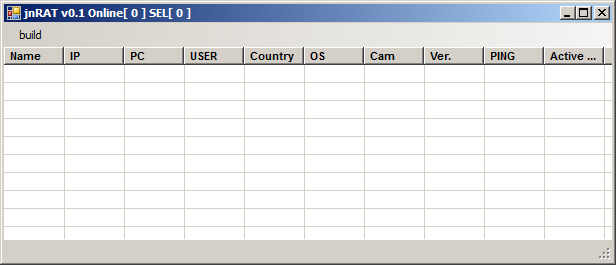 jnRAT v0.1 Online[ 0 ] SEL[ 0 ]
build
Name IP PC USER Country OS Cam Ver. PING Active ...